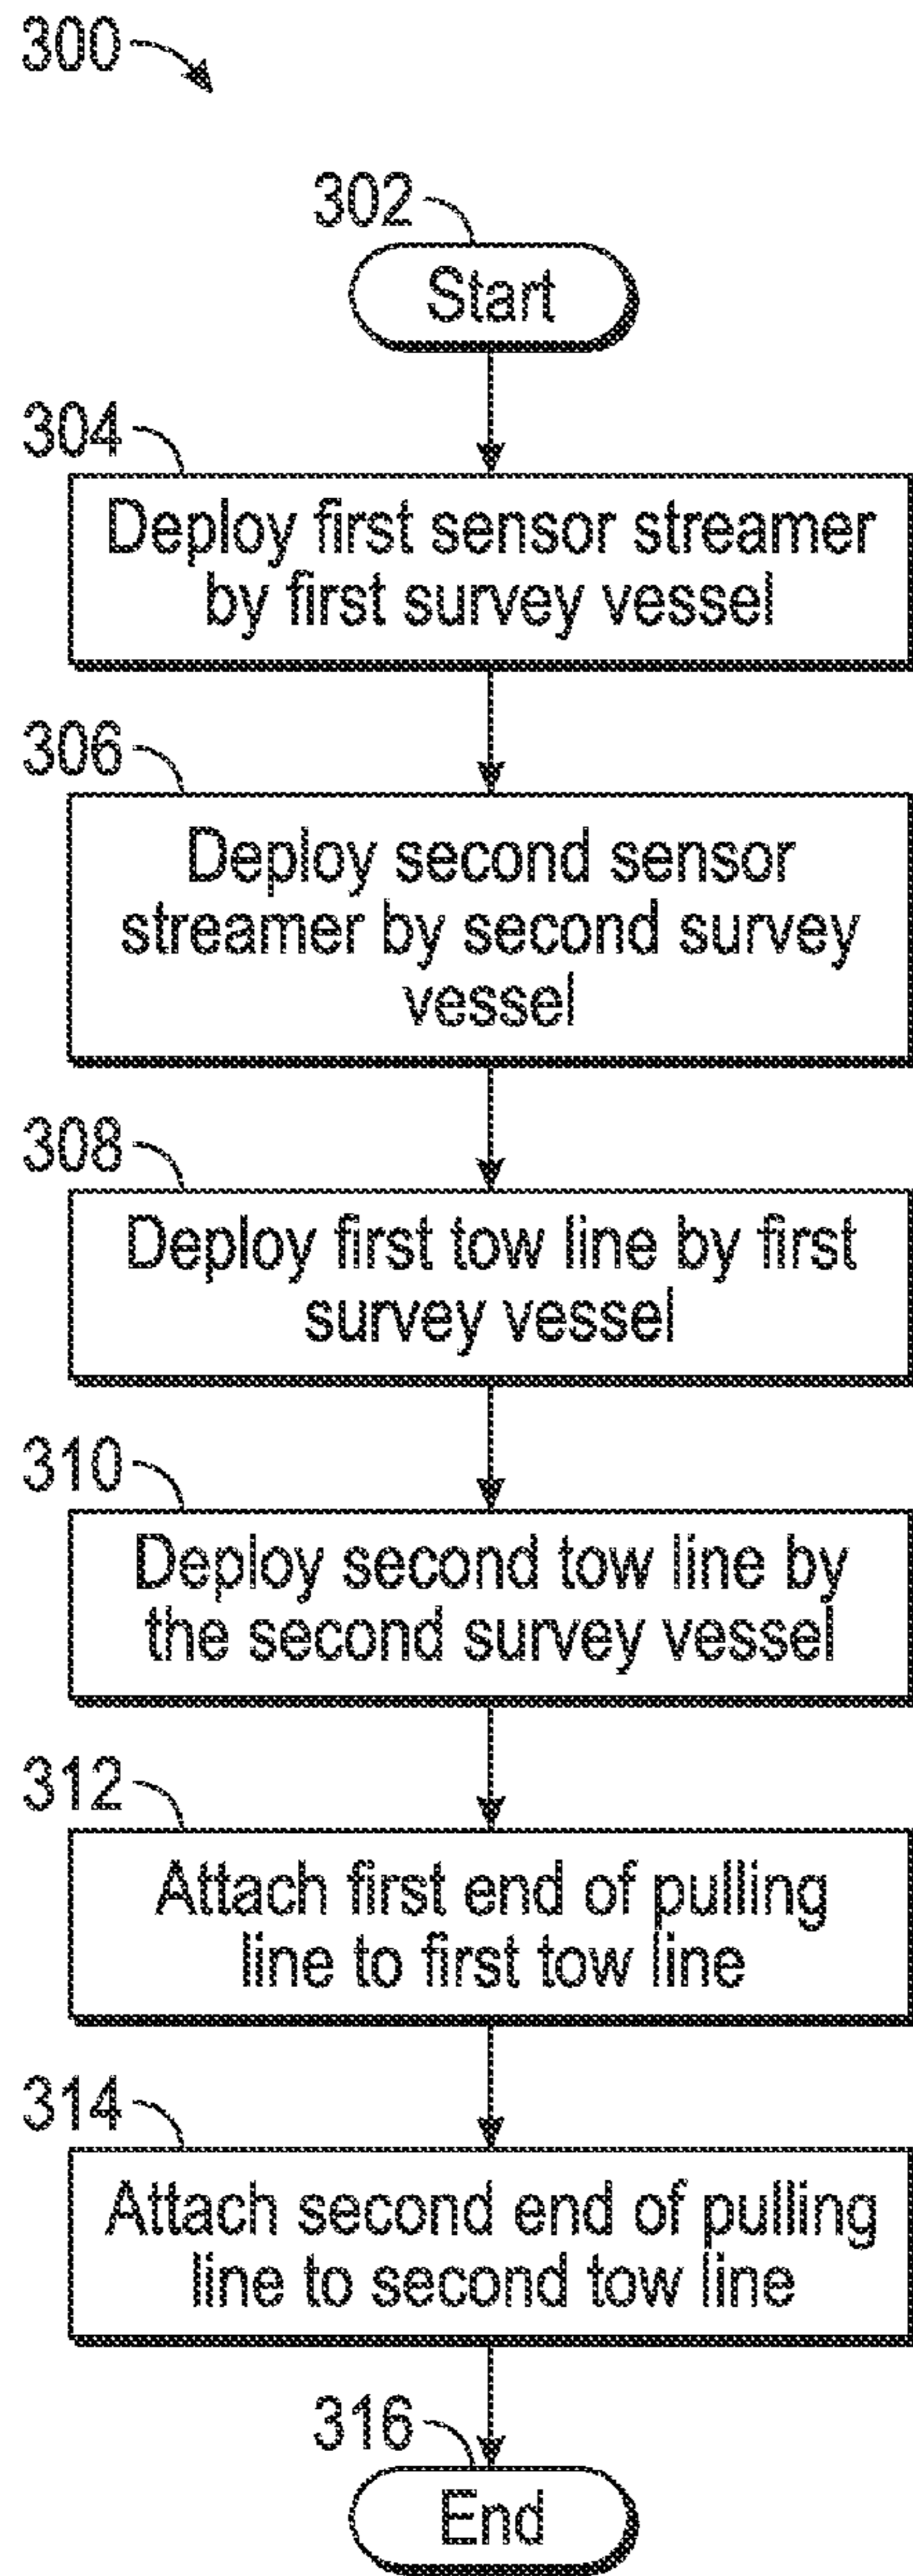 300
302
Start
304
Deploy first sensor streamer
by first survey vessel
306
Deploy second sensor
streamer by second survey
vessel
308
Deploy first tow line by first
survey vessel
310
Deploy second tow line by
the second survey vessel
312
Attach first end of pulling
line to first tow line
314
Attach second end of pulling
line to second tow line
316
End